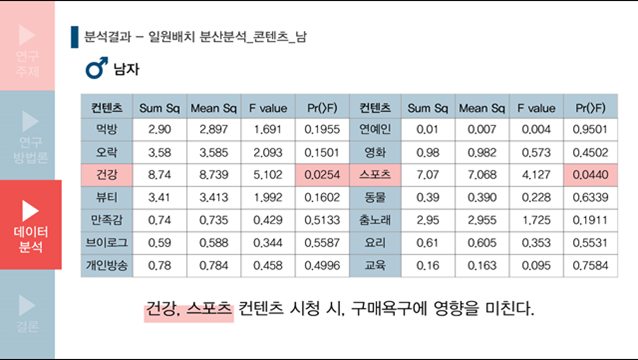 연구
주제
연구
방법론
데이터
분석
결론
분석결과 - 일원배치 분산분석_콘텐츠_남
남자
컨텐츠 Sum Sq Mean Sq F value Pr(>F) 컨텐츠 Sum Sq Mean Sq F value Pr(>F)
먹방 2.90 2.897 1.691 0.1955 연예인 0.01 0.007 0.004 0.9501
오락 3.58 3.585 2.093 0.1501 영화 0.98 0.982 0.573 0.4502
건강 8.74 8.739 5.102 0.0254 스포츠 7.07 7.068 4.127 0.0440
뷰티 3.41 3.413 1.992 0.1602 동물 0.39 0.390 0.228 0.6339
만족감 0.74 0.735 0.429 0.5133 춤노래 2.95 2.955 1.725 0.1911
브이로그 0.59 0.588 0.344 0.5587 요리 0.61 0.605 0.353 0.5531
개인방송 0.78 0.784 0.458 0.4996 교육 0.16 0.163 0.095 0.7584
건강, 스포츠 컨텐츠 시청 시, 구매욕구에 영향을 미친다.